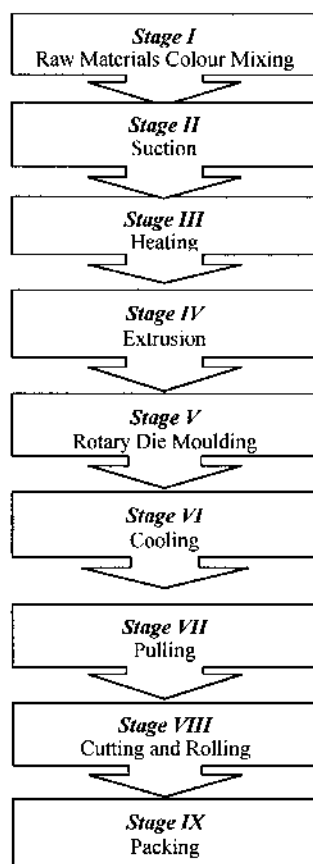 Stage I
Raw Materials Colour Mixing
Stage II
Suction
Stage III
Heating
Stage IV
Extrusion
Stage V
Rotary Die Moulding
Stage VI
Cooling
Stage VII
Pulling
Stage VIII
Cutting and Rolling
Stage IX
Packing